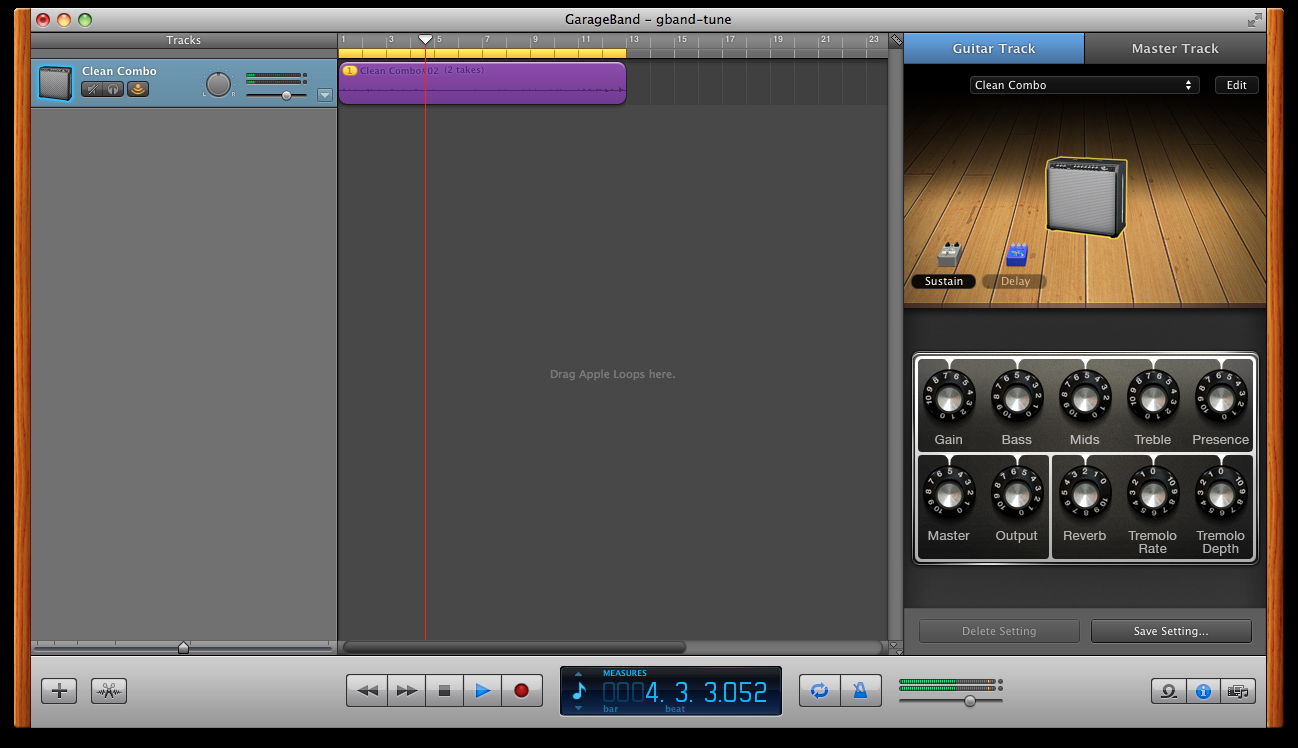 GarageBand – gband-tune
Tracks
1 3 5 7 9 11 13 15 17 19 21 23
Guitar Track
Master Track
Clean Combo
L R
1 Clean Combo#02 (2 takes)
Clean Combo
Edit
Sustain
Delay
Drag Apple Loops here.
Gain
Bass
Mids
Treble
Presence
Master
Output
Reverb
Tremolo Rate
Tremolo Depth
Delete Setting
Save Setting...
MEASURES
0004. 3. 3.052
bar beat